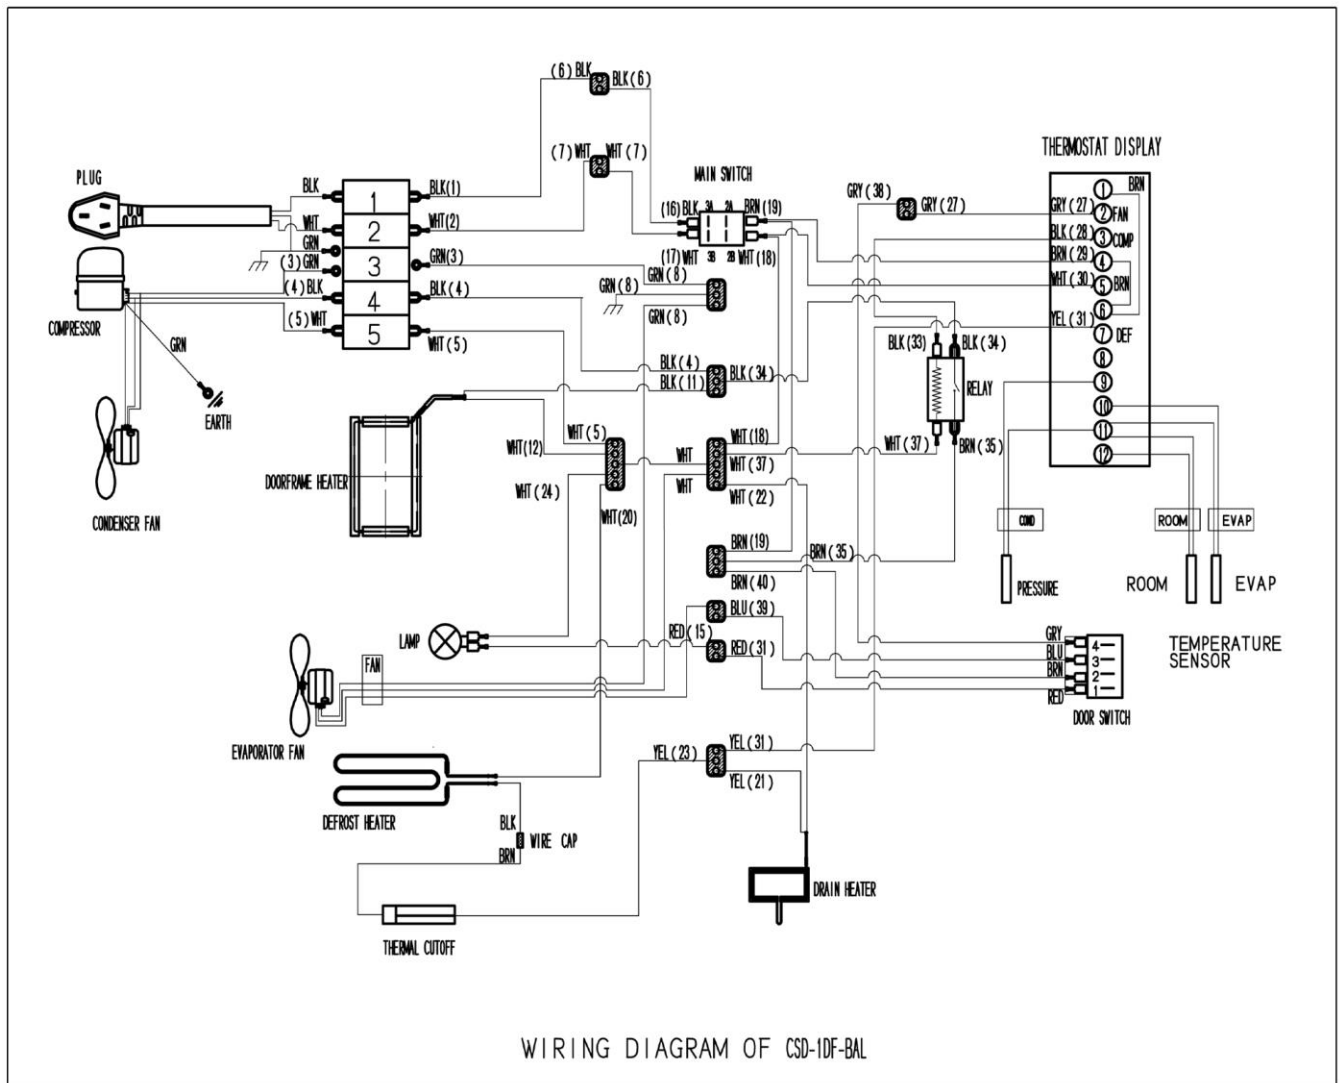 (6) BLK
BLK(6)
(7) WHT
WHT (7)
THERMOSTAT DISPLAY
PLUG
MAIN SWITCH
BLK
1
BLK(1)
GRY (38)
GRY (27)
GRY (27)
1
BRN
2
FAN
(16) BLK
3A
2A
BRN (19)
WHT
2
WHT(2)
GRN
(3) GRN
3
GRN(3)
(17) WHT
3B
2B
WHT (18)
BLK (28)
3
COMP
BRN (29)
4
WHT (30)
5
BRN
6
YEL (31)
7
DEF
8
9
10
11
12
GRN (8)
GRN (8)
GRN (8)
(4) BLK
4
BLK (4)
(5) WHT
5
WHT (5)
COMPRESSOR
GRN
EARTH
BLK (4)
BLK (11)
BLK (34)
BLK (33)
BLK (34)
RELAY
WHT (37)
BRN (35)
CONDENSER FAN
DOORFRAME HEATER
WHT (5)
WHT(12)
WHT (24)
WHT(20)
WHT
WHT
WHT(18)
WHT (37)
WHT (22)
COND
ROOM
EVAP
BRN (19)
BRN (35)
BRN (40)
PRESSURE
ROOM
EVAP
TEMPERATURE
SENSOR
BLU (39)
RED (15)
RED (31)
LAMP
FAN
EVAPORATOR FAN
GRY
4
BLU
3
BRN
2
1
RED
DOOR SWITCH
YEL (23)
YEL (31)
YEL (21)
DEFROST HEATER
BLK
WIRE CAP
BRN
DRAIN HEATER
THERMAL CUTOFF
WIRING DIAGRAM OF CSD-1DF-BAL